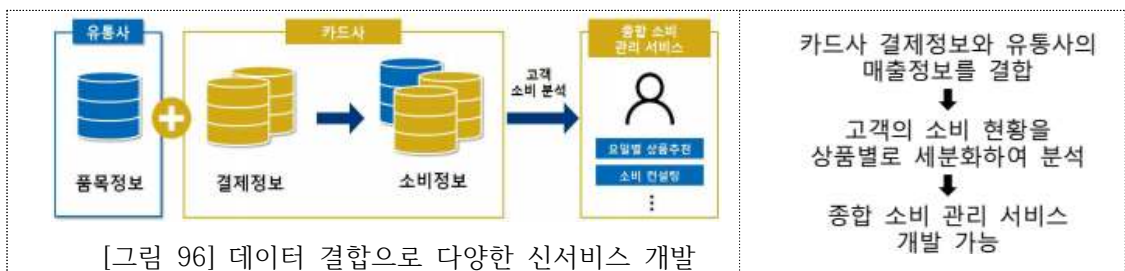 유통사
카드사
종합 소비
관리 서비스
고객
소비 분석
요일별 상품추천
소비 컨설팅
품목정보
결제정보
소비정보
[그림 96] 데이터 결합으로 다양한 신서비스 개발
카드사 결제정보와 유통사의
매출정보를 결합
고객의 소비 현황을
상품별로 세분화하여 분석
종합 소비 관리 서비스
개발 가능